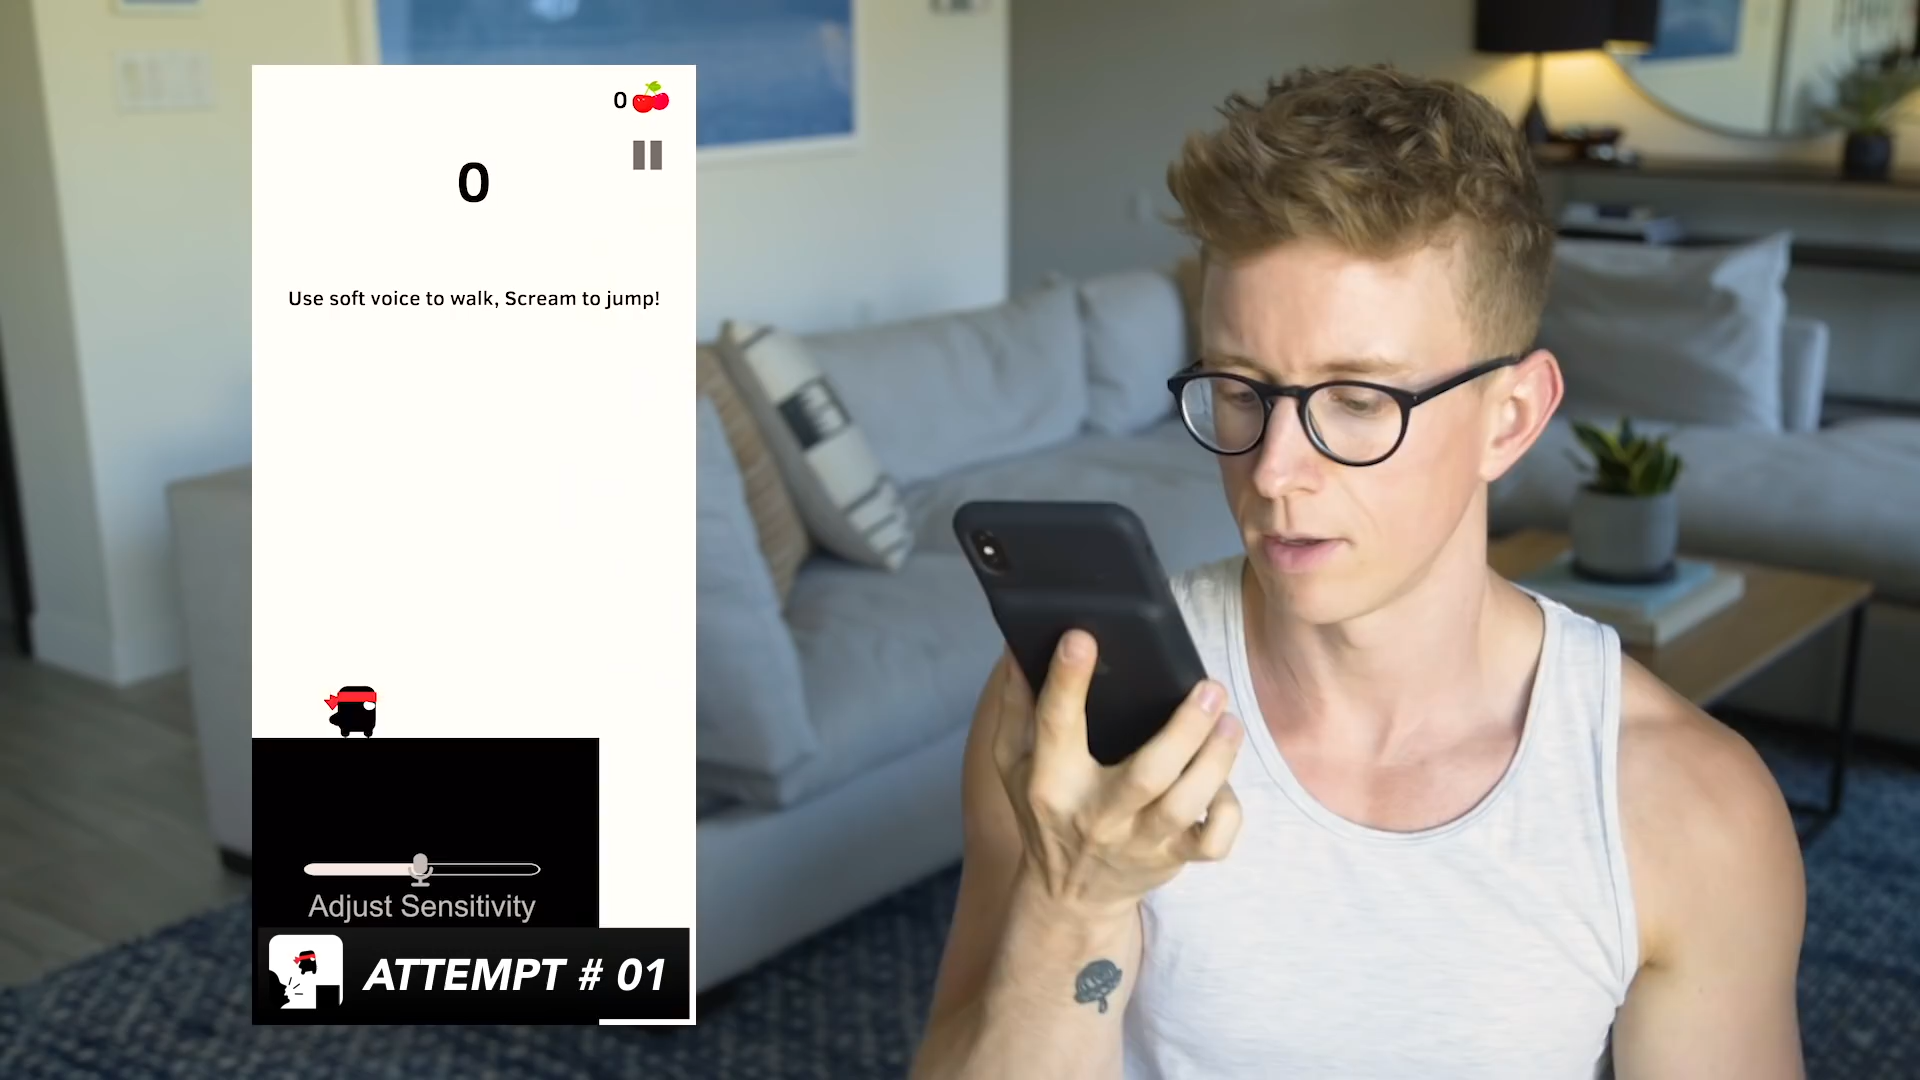 0
0
Use soft voice to walk, Scream to jump!
Adjust Sensitivity
ATTEMPT # 01